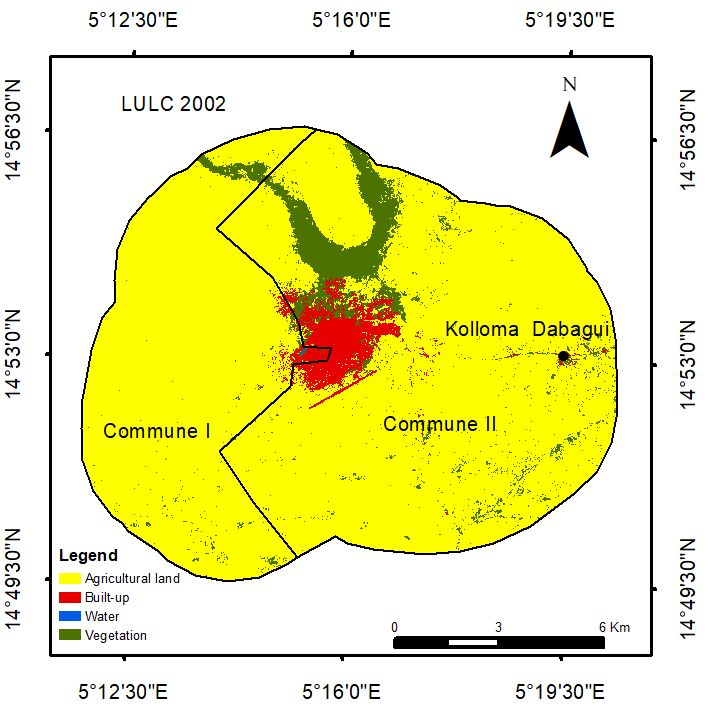 5°12'30"E 5°16'0"E 5°19'30"E
N
LULC 2002
14°56'30"N 14°56'30"N
Kolloma Dabagui
14°53'0"N 14°53'0"N
Commune I Commune II
Legend
Agricultural land
Built-up
Water
Vegetation
14°49'30"N 14°49'30"N
0 3 6 Km
5°12'30"E 5°16'0"E 5°19'30"E